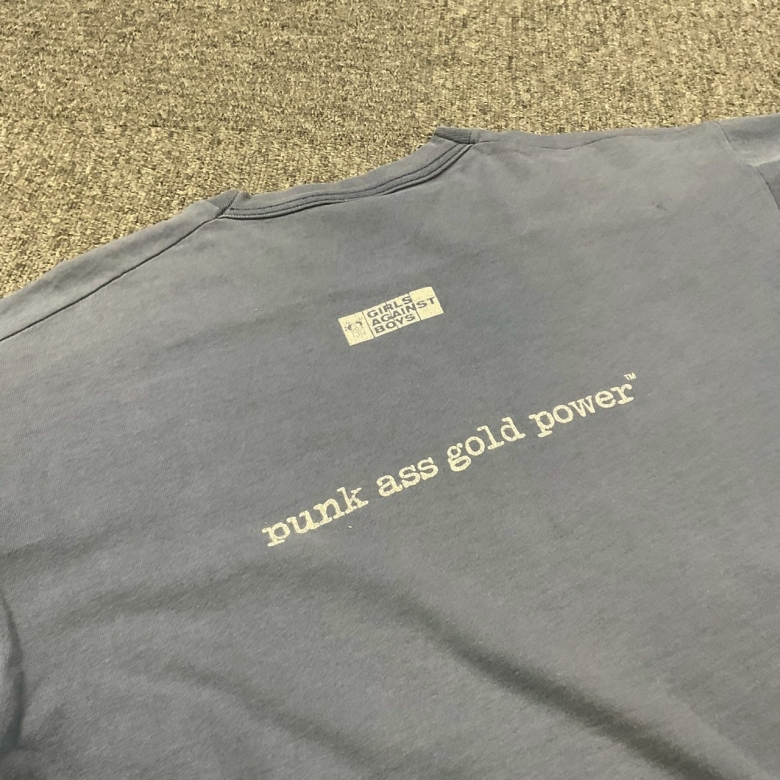 GIRLS
AGAINST
BOYS
punk ass gold power™